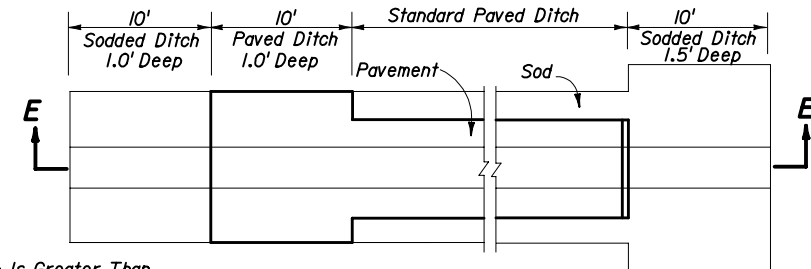 10' 10' Standard Paved Ditch 10'
Sodded Ditch Paved Ditch Sodded Ditch
1.0' Deep 1.0' Deep 1.5' Deep
Pavement Sod
E E
Is Greater Than